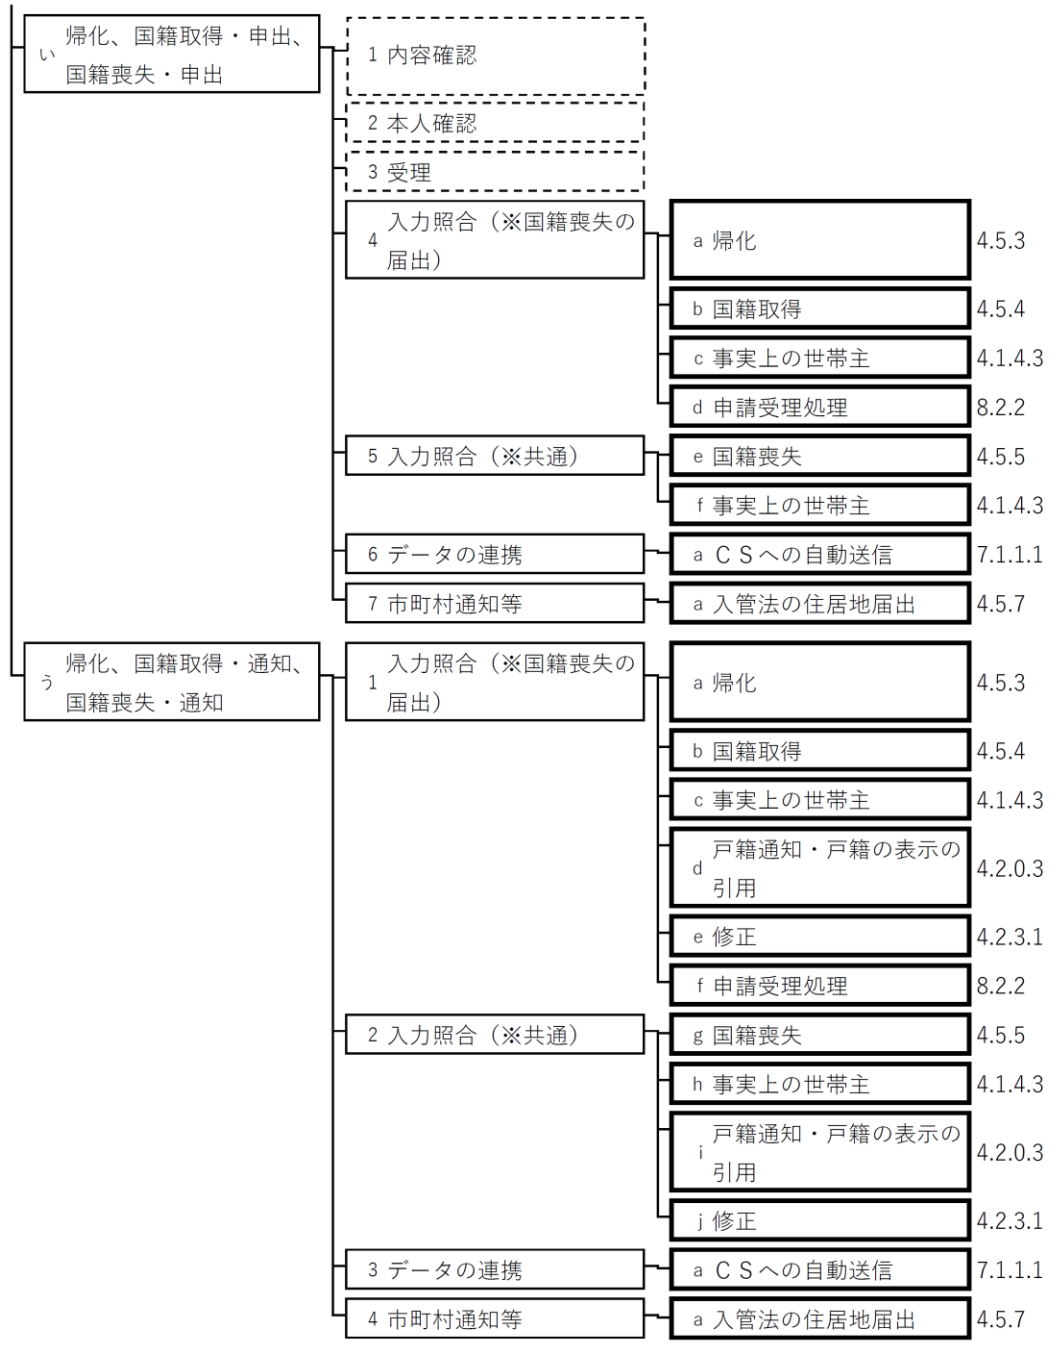 い 帰化、国籍取得・申出、
国籍喪失・申出
1 内容確認
2 本人確認
3 受理
4 入力照合（※国籍喪失の
届出）
a 帰化 4.5.3
b 国籍取得 4.5.4
c 事実上の世帯主 4.1.4.3
d 申請受理処理 8.2.2
5 入力照合（※共通）
e 国籍喪失 4.5.5
f 事実上の世帯主 4.1.4.3
6 データの連携
a ＣＳへの自動送信 7.1.1.1
7 市町村通知等
a 入管法の住居地届出 4.5.7
う 帰化、国籍取得・通知、
国籍喪失・通知
1 入力照合（※国籍喪失の
届出）
a 帰化 4.5.3
b 国籍取得 4.5.4
c 事実上の世帯主 4.1.4.3
d 戸籍通知・戸籍の表示の
引用 4.2.0.3
e 修正 4.2.3.1
f 申請受理処理 8.2.2
2 入力照合（※共通）
g 国籍喪失 4.5.5
h 事実上の世帯主 4.1.4.3
i 戸籍通知・戸籍の表示の
引用 4.2.0.3
j 修正 4.2.3.1
3 データの連携
a ＣＳへの自動送信 7.1.1.1
4 市町村通知等
a 入管法の住居地届出 4.5.7